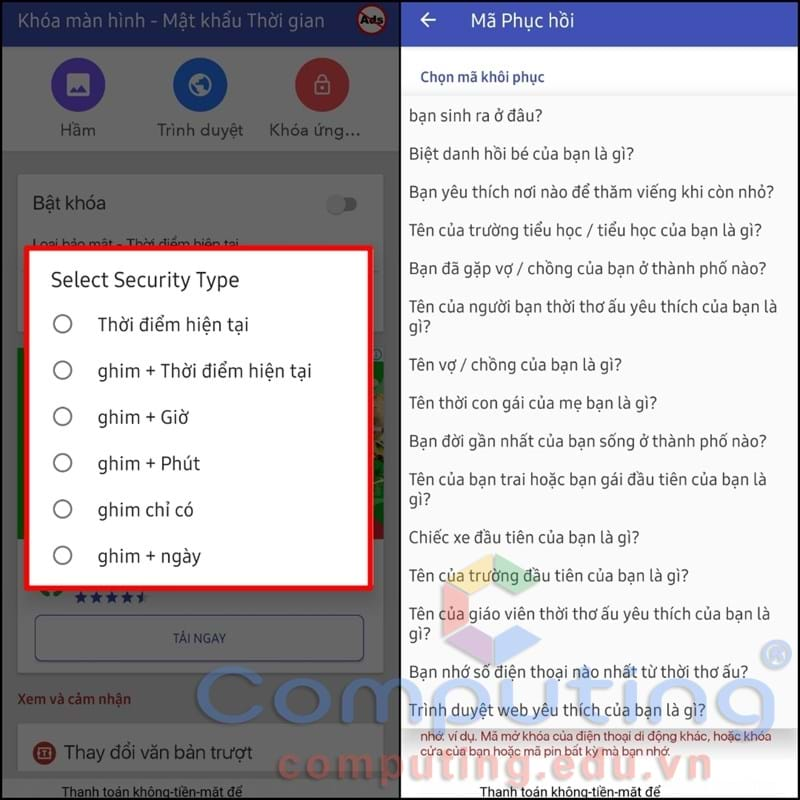 Khóa màn hình - Mật khẩu Thời gian
Ads
Hầm
Trình duyệt
Khóa ứng...
Bật khóa
Loại bảo mật - Thời điểm hiện tại
Select Security Type
Thời điểm hiện tại
ghim + Thời điểm hiện tại
ghim + Giờ
ghim + Phút
ghim chỉ có
ghim + ngày
TẢI NGAY
Xem và cảm nhận
Thay đổi văn bản trượt
Thanh toán không-tiền-mặt để
Mã Phục hồi
Chọn mã khôi phục
bạn sinh ra ở đâu?
Biệt danh hồi bé của bạn là gì?
Bạn yêu thích nơi nào để thăm viếng khi còn nhỏ?
Tên của trường tiểu học / tiểu học của bạn là gì?
Bạn đã gặp vợ / chồng của bạn ở thành phố nào?
Tên của người bạn thời thơ ấu yêu thích của bạn là
gì?
Tên vợ / chồng của bạn là gì?
Tên thời con gái của mẹ bạn là gì?
Bạn đời gần nhất của bạn sống ở thành phố nào?
Tên của bạn trai hoặc bạn gái đầu tiên của bạn là
gì?
Chiếc xe đầu tiên của bạn là gì?
Tên của trường đầu tiên của bạn là gì?
Tên của giáo viên thời thơ ấu yêu thích của bạn là
gì?
Bạn nhớ số điện thoại nào nhất từ thời thơ ấu?
Trình duyệt web yêu thích của bạn là gì?
nhớ. ví dụ. Mã mở khóa của điện thoại di động khác, hoặc khóa
cửa của bạn hoặc mã pin bất kỳ mà bạn nhớ.
Thanh toán không-tiền-mặt để
Computing
®
computing.edu.vn